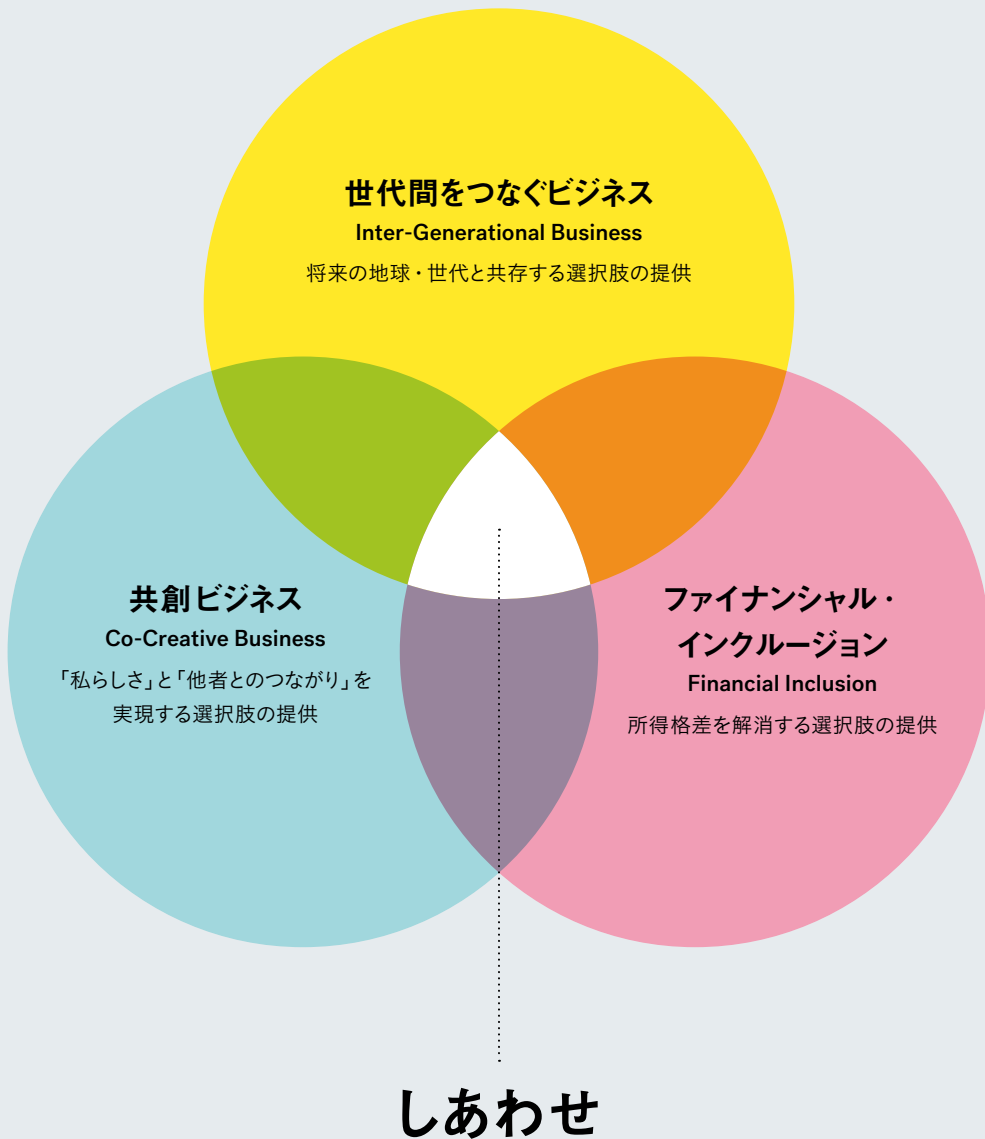 世代間をつなぐビジネス
Inter-Generational Business
将来の地球・世代と共存する選択肢の提供
共創ビジネス
Co-Creative Business
「私らしさ」と「他者とのつながり」を
実現する選択肢の提供
ファイナンシャル・
インクルージョン
Financial Inclusion
所得格差を解消する選択肢の提供
しあわせ